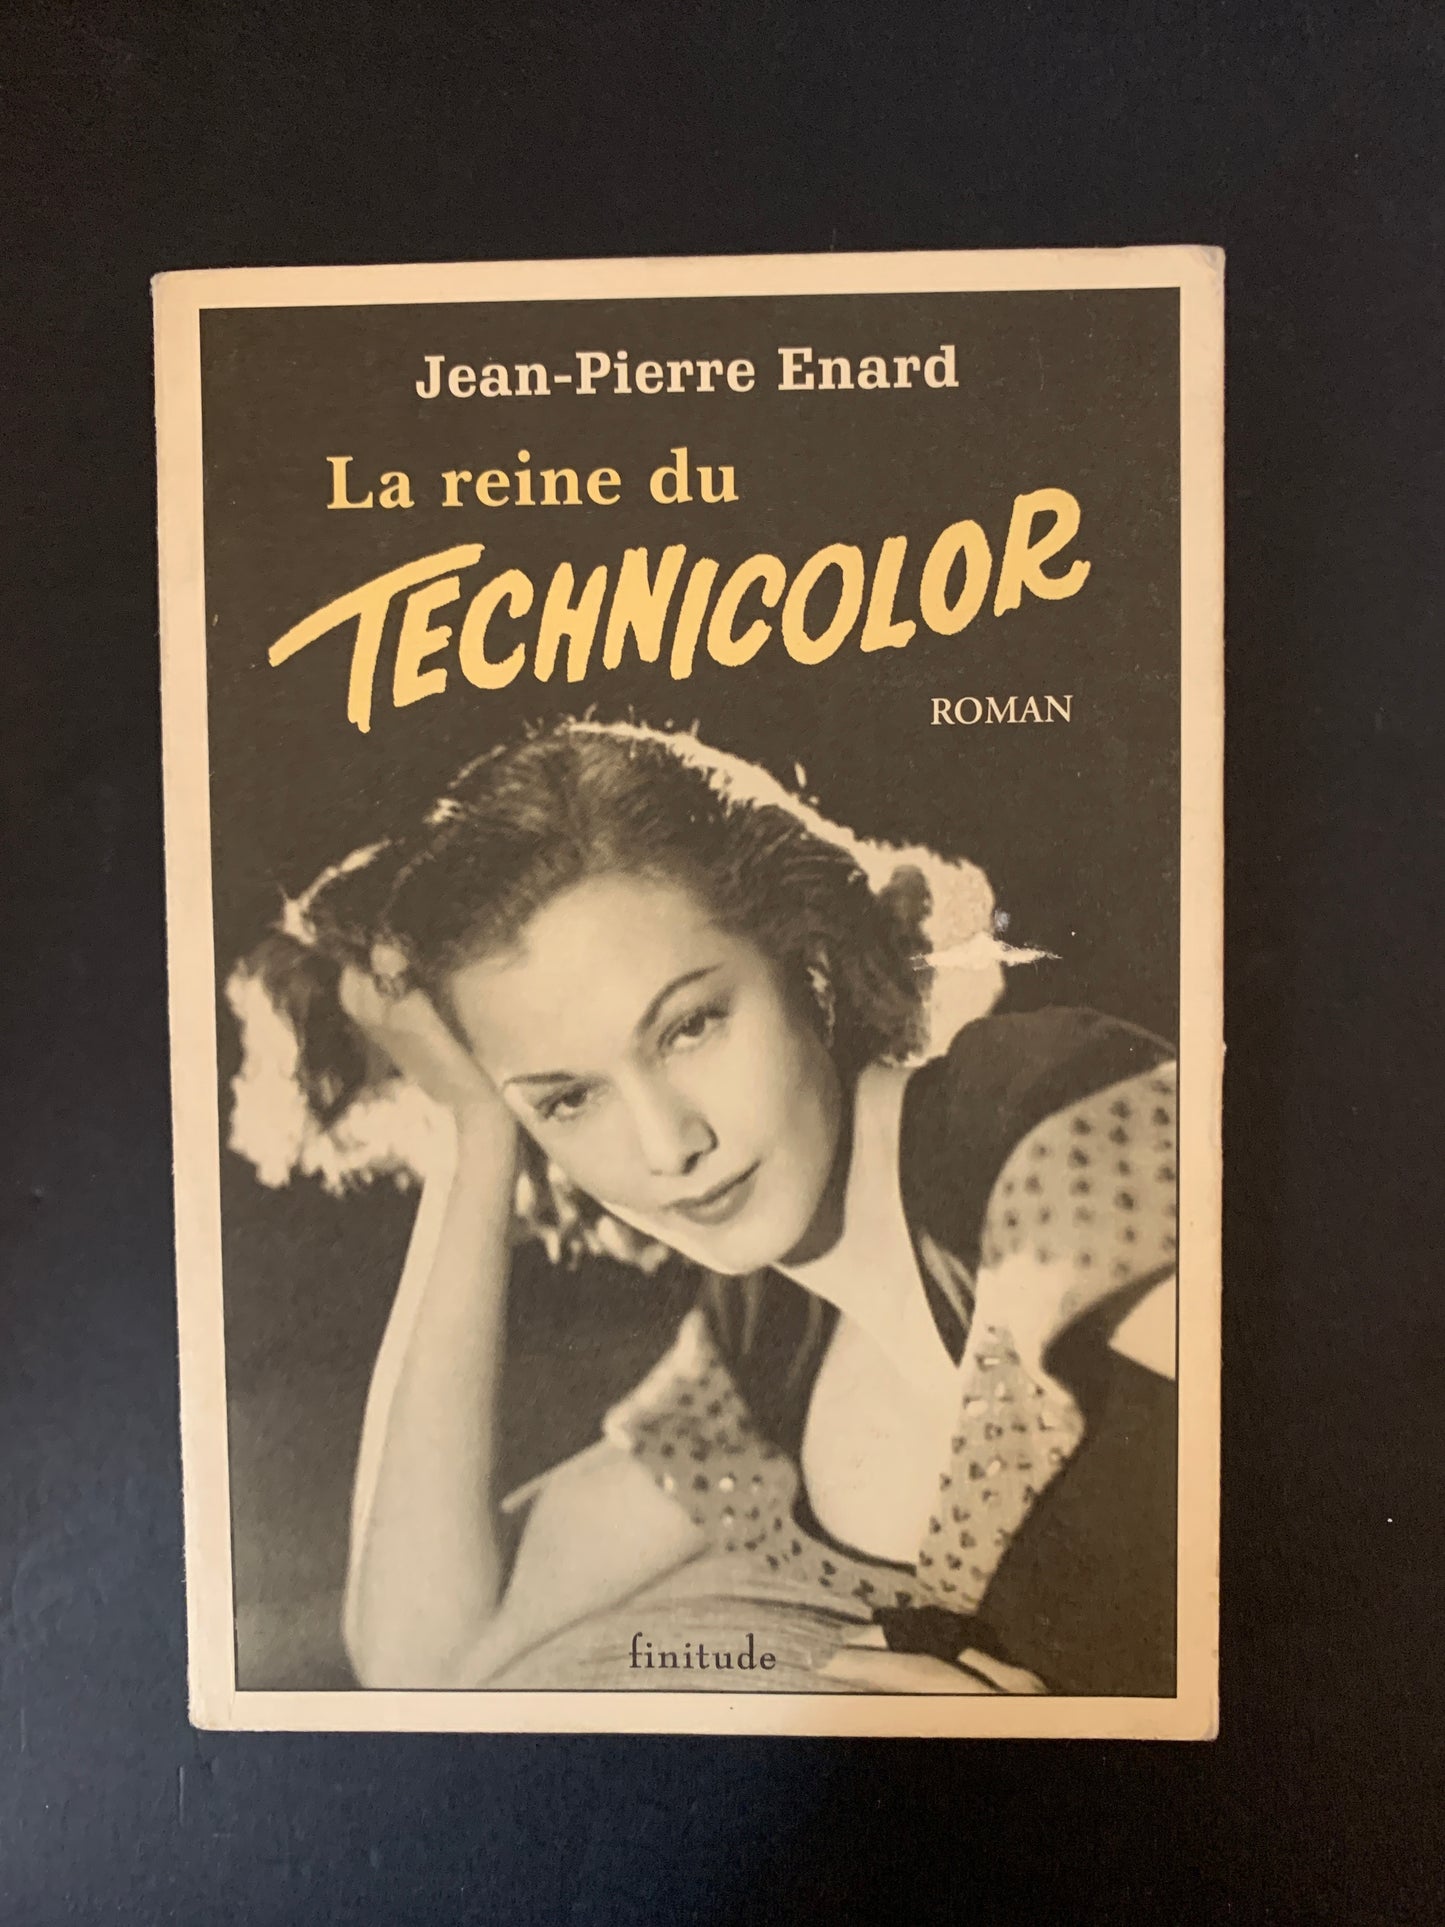 Jean-Pierre Enard
La reine du
TECHNICOLOR
ROMAN
finitude